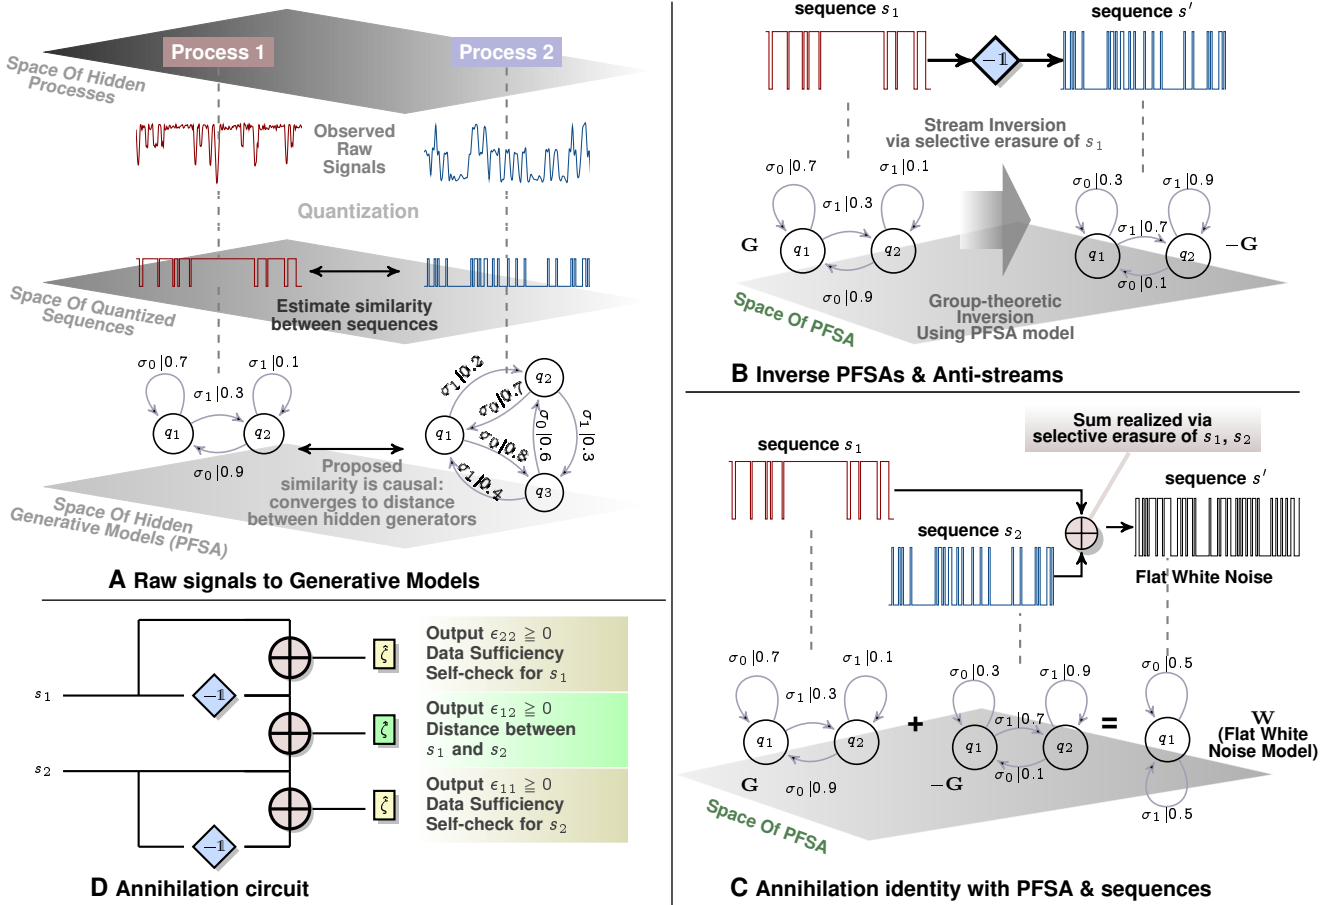 Process 1
Process 2
Space Of Hidden
Processes
Observed
Raw
Signals
Quantization
Space Of Quantized
Sequences
Estimate similarity
between sequences
σ₀|0.7
σ₁|0.1
σ₁|0.3
q₁
q₂
σ₀|0.9
σ₁|0.2
q₂
σ₀|0.7
σ₀|0.6
σ₁|0.3
q₁
σ₀|0.8
σ₁|0.4
q₃
Proposed
similarity is causal:
converges to distance
between hidden generators
Space Of Hidden
Generative Models (PFSA)
A Raw signals to Generative Models
sequence s₁
sequence s′
−𝟙
Stream Inversion
via selective erasure of s₁
σ₀|0.7
σ₁|0.1
σ₁|0.3
G
q₁
q₂
σ₀|0.9
σ₀|0.3
σ₁|0.9
σ₁|0.7
q₁
q₂
−G
σ₀|0.1
Space Of PFSA
Group-theoretic
Inversion
Using PFSA model
B Inverse PFSAs & Anti-streams
Sum realized via
selective erasure of s₁, s₂
sequence s₁
sequence s₂
sequence s′
Flat White Noise
σ₀|0.7
σ₁|0.1
σ₁|0.3
q₁
q₂
G
σ₀|0.9
+
σ₀|0.3
σ₁|0.9
σ₁|0.7
q₁
q₂
−G
σ₀|0.1
=
σ₀|0.5
q₁
σ₁|0.5
W
(Flat White
Noise Model)
Space Of PFSA
C Annihilation identity with PFSA & sequences
s₁
−𝟙
s₂
−𝟙
ζ̂
ζ̂
ζ̂
Output ϵ₂₂ ≧ 0
Data Sufficiency
Self-check for s₁
Output ϵ₁₂ ≧ 0
Distance between
s₁ and s₂
Output ϵ₁₁ ≧ 0
Data Sufficiency
Self-check for s₂
D Annihilation circuit